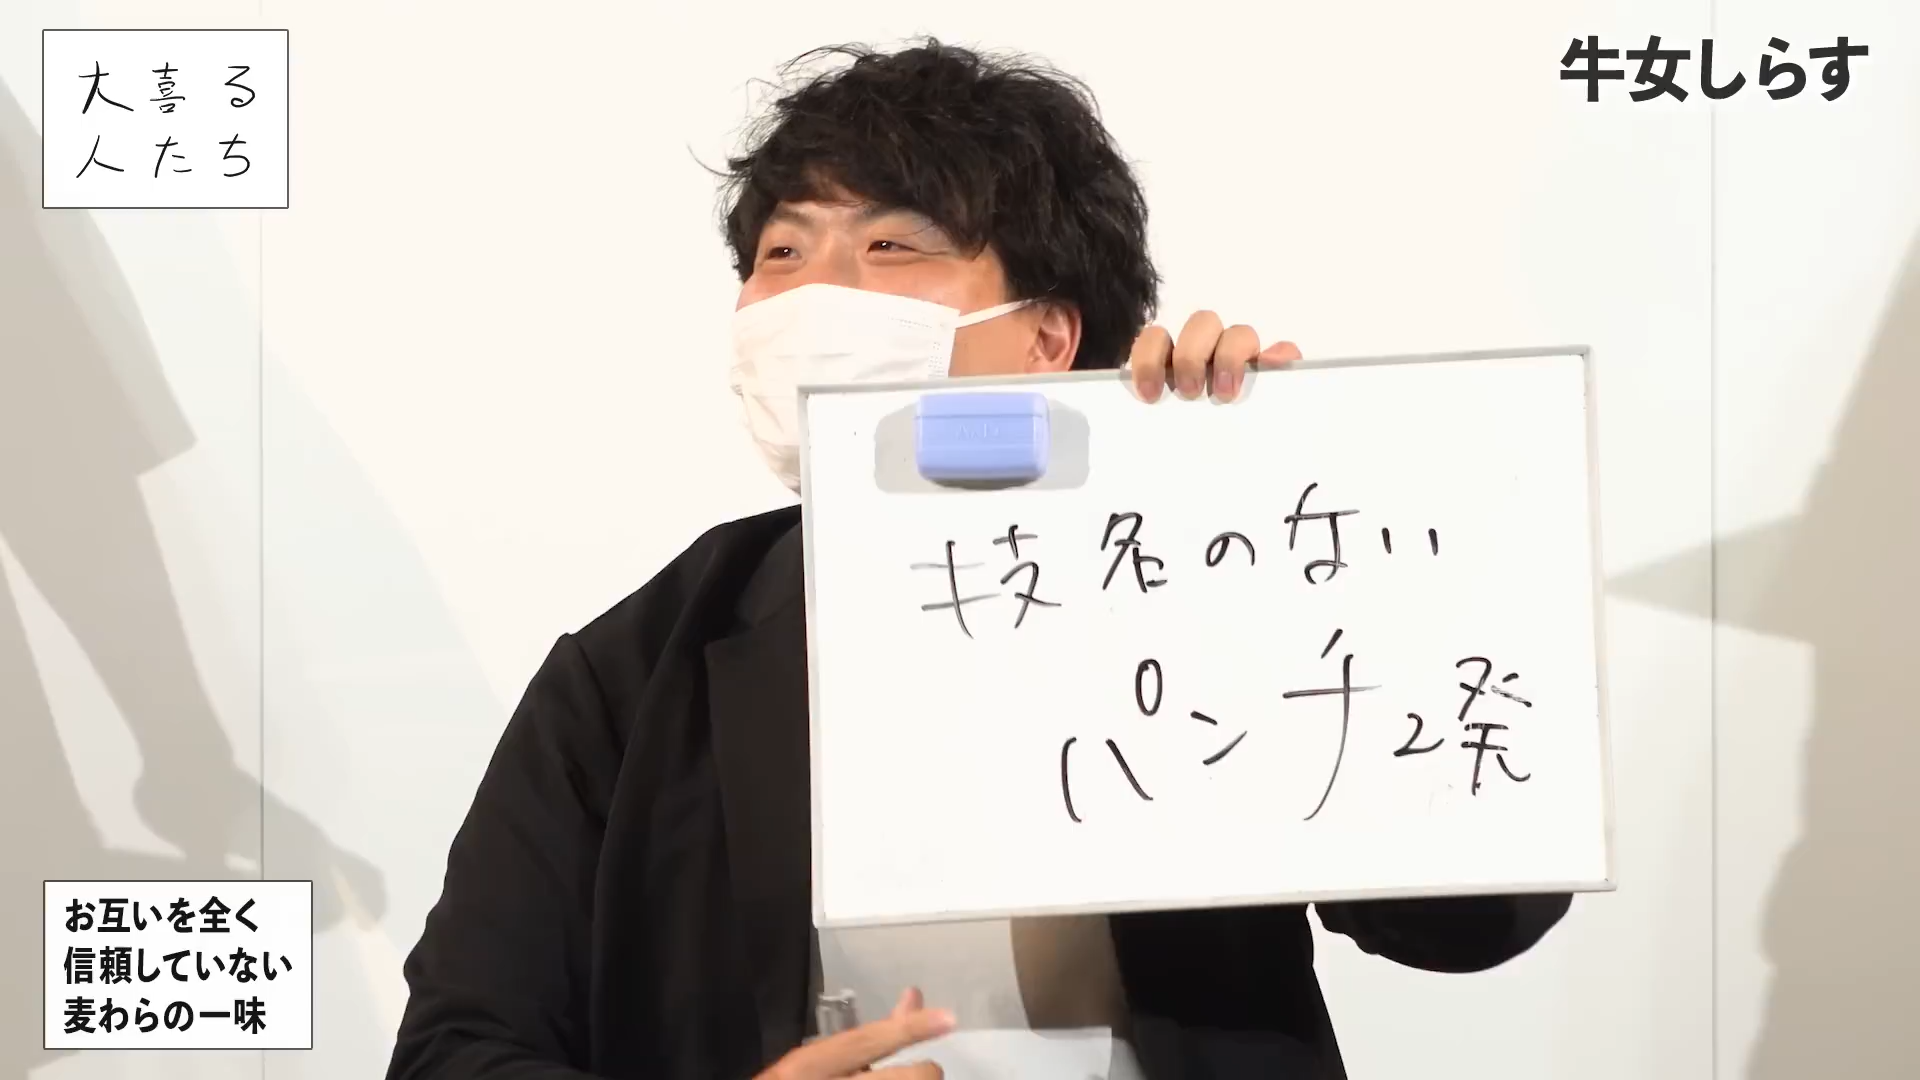 大喜る
人たち
牛女しらす
技名のない
パンチ2発
お互いを全く
信頼していない
麦わらの一味